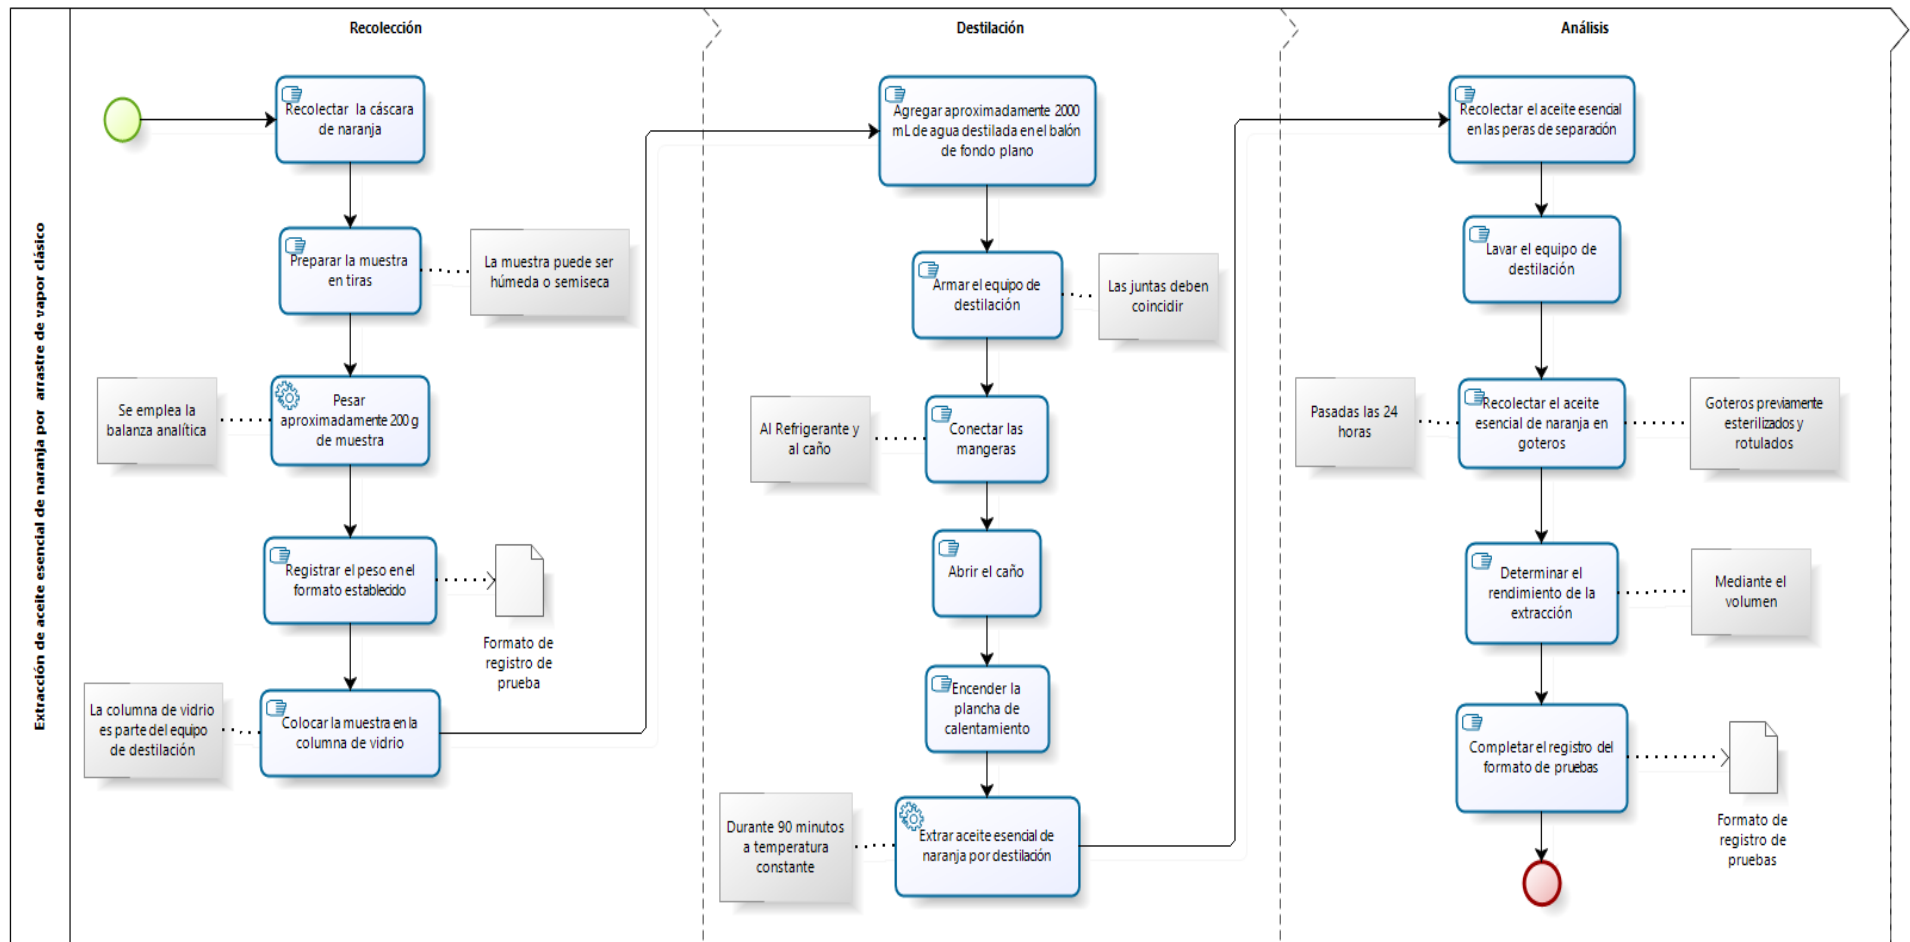 Extracción de aceite esencial de naranja por arrastre de vapor clásico
Recolección
Recolectar la cáscara
de naranja
Preparar la muestra
en tiras
La muestra puede ser
húmeda o semiseca
Pesar
aproximadamente 200 g
de muestra
Se emplea la
balanza analítica
Registrar el peso en el
formato establecido
Formato de
registro de
prueba
Colocar la muestra en la
columna de vidrio
La columna de vidrio
es parte del equipo
de destilación
Destilación
Agregar aproximadamente 2000
mL de agua destilada en el balón
de fondo plano
Armar el equipo de
destilación
Las juntas deben
coincidir
Conectar las
mangeras
Al Refrigerante y
al caño
Abrir el caño
Encender la
plancha de
calentamiento
Extrar aceite esencial de
naranja por destilación
Durante 90 minutos
a temperatura
constante
Análisis
Recolectar el aceite esencial
en las peras de separación
Lavar el equipo de
destilación
Recolectar el aceite
esencial de naranja en
goteros
Pasadas las 24
horas
Goteros previamente
esterilizados y
rotulados
Determinar el
rendimiento de la
extracción
Mediante el
volumen
Completar el registro del
formato de pruebas
Formato de
registro de
pruebas